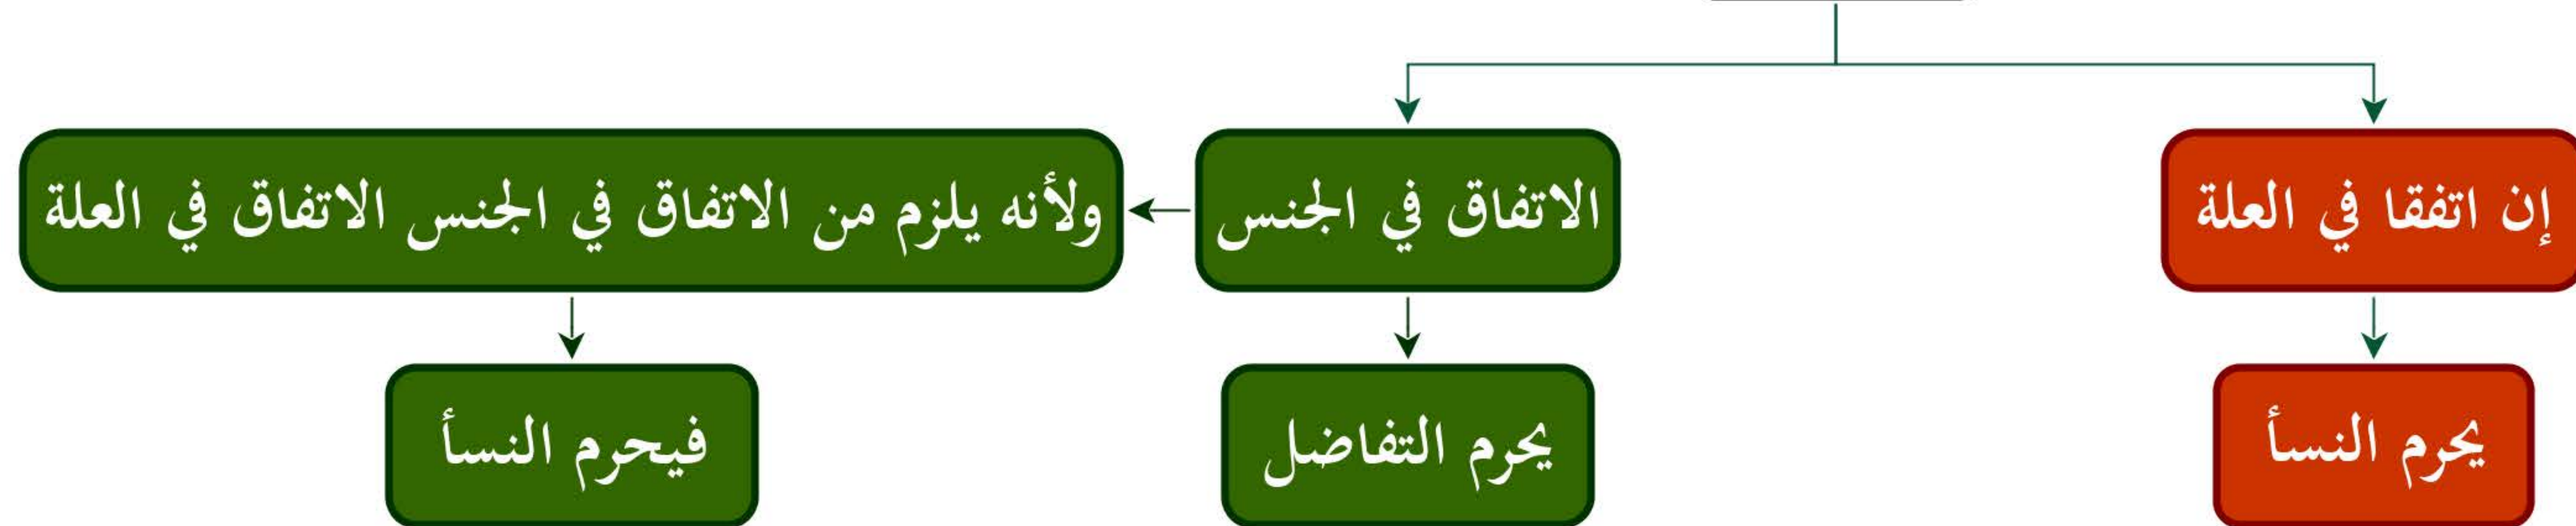 إن اتفقا في العلة
الاتفاق في الجنس
ولأنه يلزم من الاتفاق في الجنس الاتفاق في العلة
يحرم النسأ
يحرم التفاضل
فيحرم النسأ